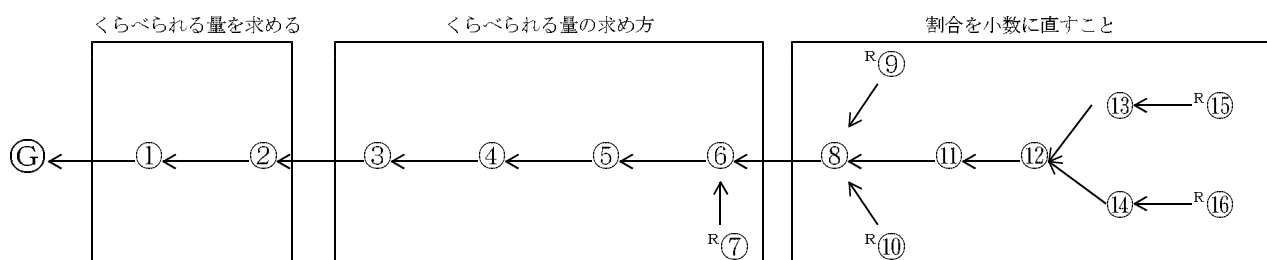 くらべられる量を求める
くらべられる量の求め方
割合を小数に直すこと
R⑨
⑬ R⑮
G ① ② ③ ④ ⑤ ⑥ ⑧ ⑪ ⑫
⑭ R⑯
R⑦ R⑩